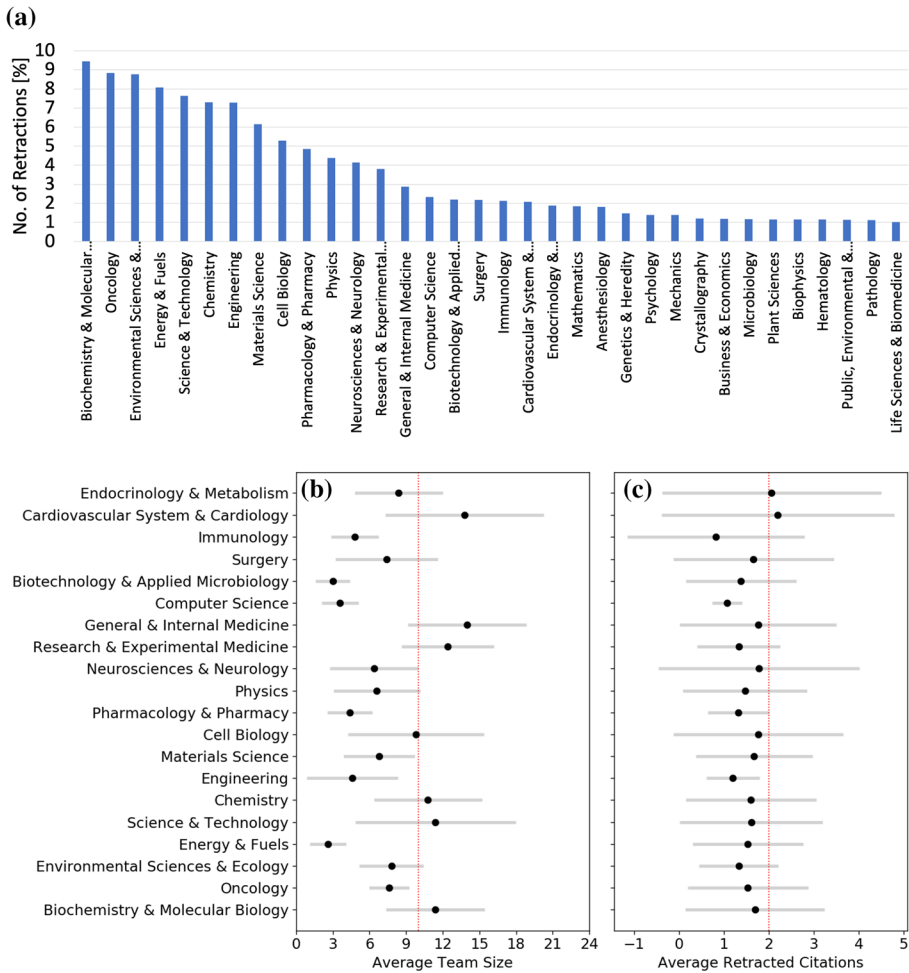 (a)
No. of Retractions [%]
10
9
8
7
6
5
4
3
2
1
0
Biochemistry & Molecular…
Oncology
Environmental Sciences &…
Energy & Fuels
Science & Technology
Chemistry
Engineering
Materials Science
Cell Biology
Pharmacology & Pharmacy
Physics
Neurosciences & Neurology
Research & Experimental…
General & Internal Medicine
Computer Science
Biotechnology & Applied…
Surgery
Immunology
Cardiovascular System &…
Endocrinology &…
Mathematics
Anesthesiology
Genetics & Heredity
Psychology
Mechanics
Crystallography
Business & Economics
Microbiology
Plant Sciences
Biophysics
Hematology
Public, Environmental &…
Pathology
Life Sciences & Biomedicine
(b)
(c)
Endocrinology & Metabolism
Cardiovascular System & Cardiology
Immunology
Surgery
Biotechnology & Applied Microbiology
Computer Science
General & Internal Medicine
Research & Experimental Medicine
Neurosciences & Neurology
Physics
Pharmacology & Pharmacy
Cell Biology
Materials Science
Engineering
Chemistry
Science & Technology
Energy & Fuels
Environmental Sciences & Ecology
Oncology
Biochemistry & Molecular Biology
0 3 6 9 12 15 18 21 24
Average Team Size
−1 0 1 2 3 4 5
Average Retracted Citations